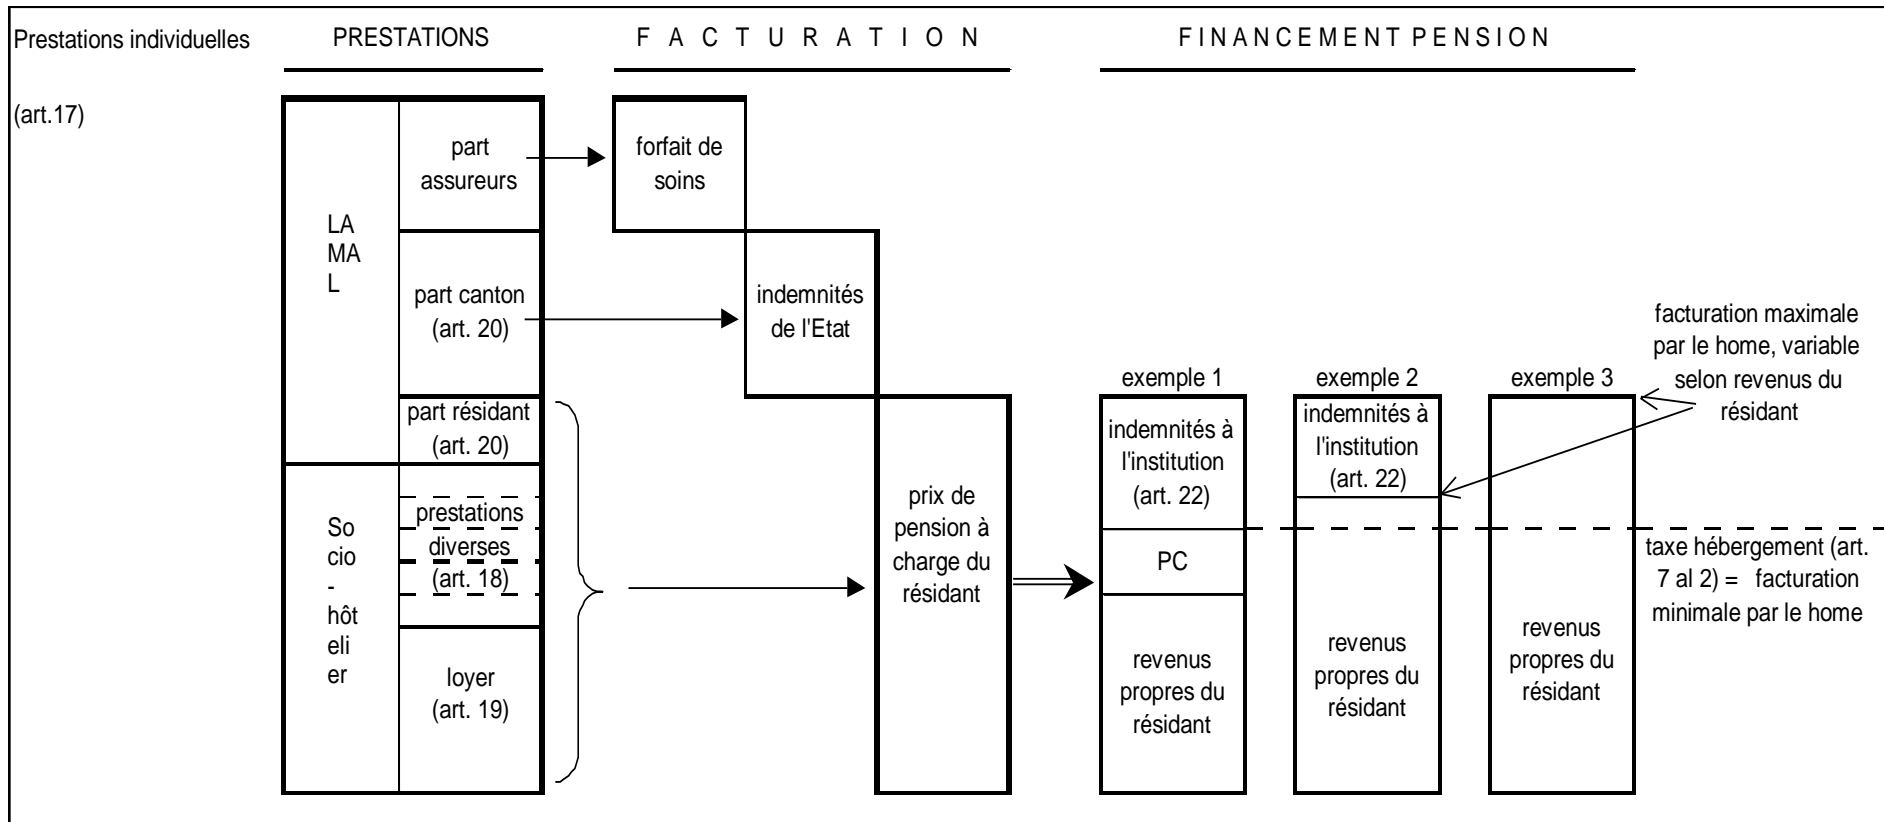 Prestations individuelles
(art.17)
PRESTATIONS
F A C T U R A T I O N
FINANCEMENT PENSION
LA
MA
L
part
assureurs
part canton
(art. 20)
part résidant
(art. 20)
So
cio
-
hôt
eli
er
prestations
diverses
(art. 18)
loyer
(art. 19)
forfait de
soins
indemnités
de l'Etat
prix de
pension à
charge du
résidant
exemple 1
indemnités à
l'institution
(art. 22)
PC
revenus
propres du
résidant
exemple 2
indemnités à
l'institution
(art. 22)
revenus
propres du
résidant
exemple 3
revenus
propres du
résidant
facturation maximale
par le home, variable
selon revenus du
résidant
taxe hébergement (art.
7 al 2) = facturation
minimale par le home